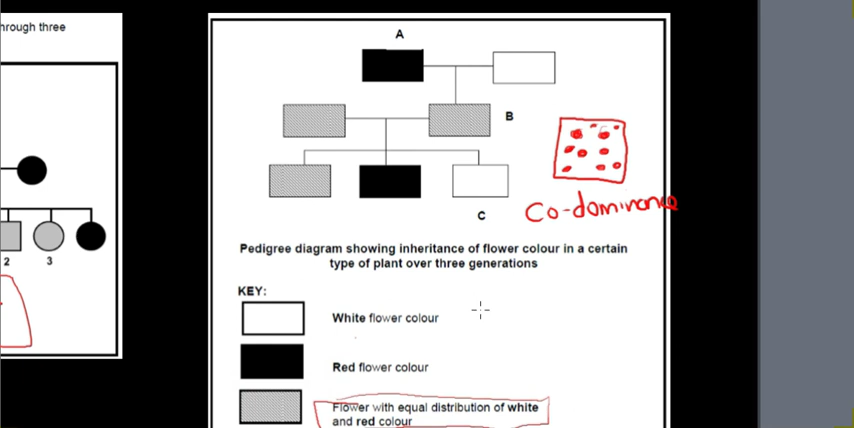 hrough three
2 3
A
B
C
Co-dominance
Pedigree diagram showing inheritance of flower colour in a certain
type of plant over three generations
KEY:
White flower colour
Red flower colour
Flower with equal distribution of white
and red colour